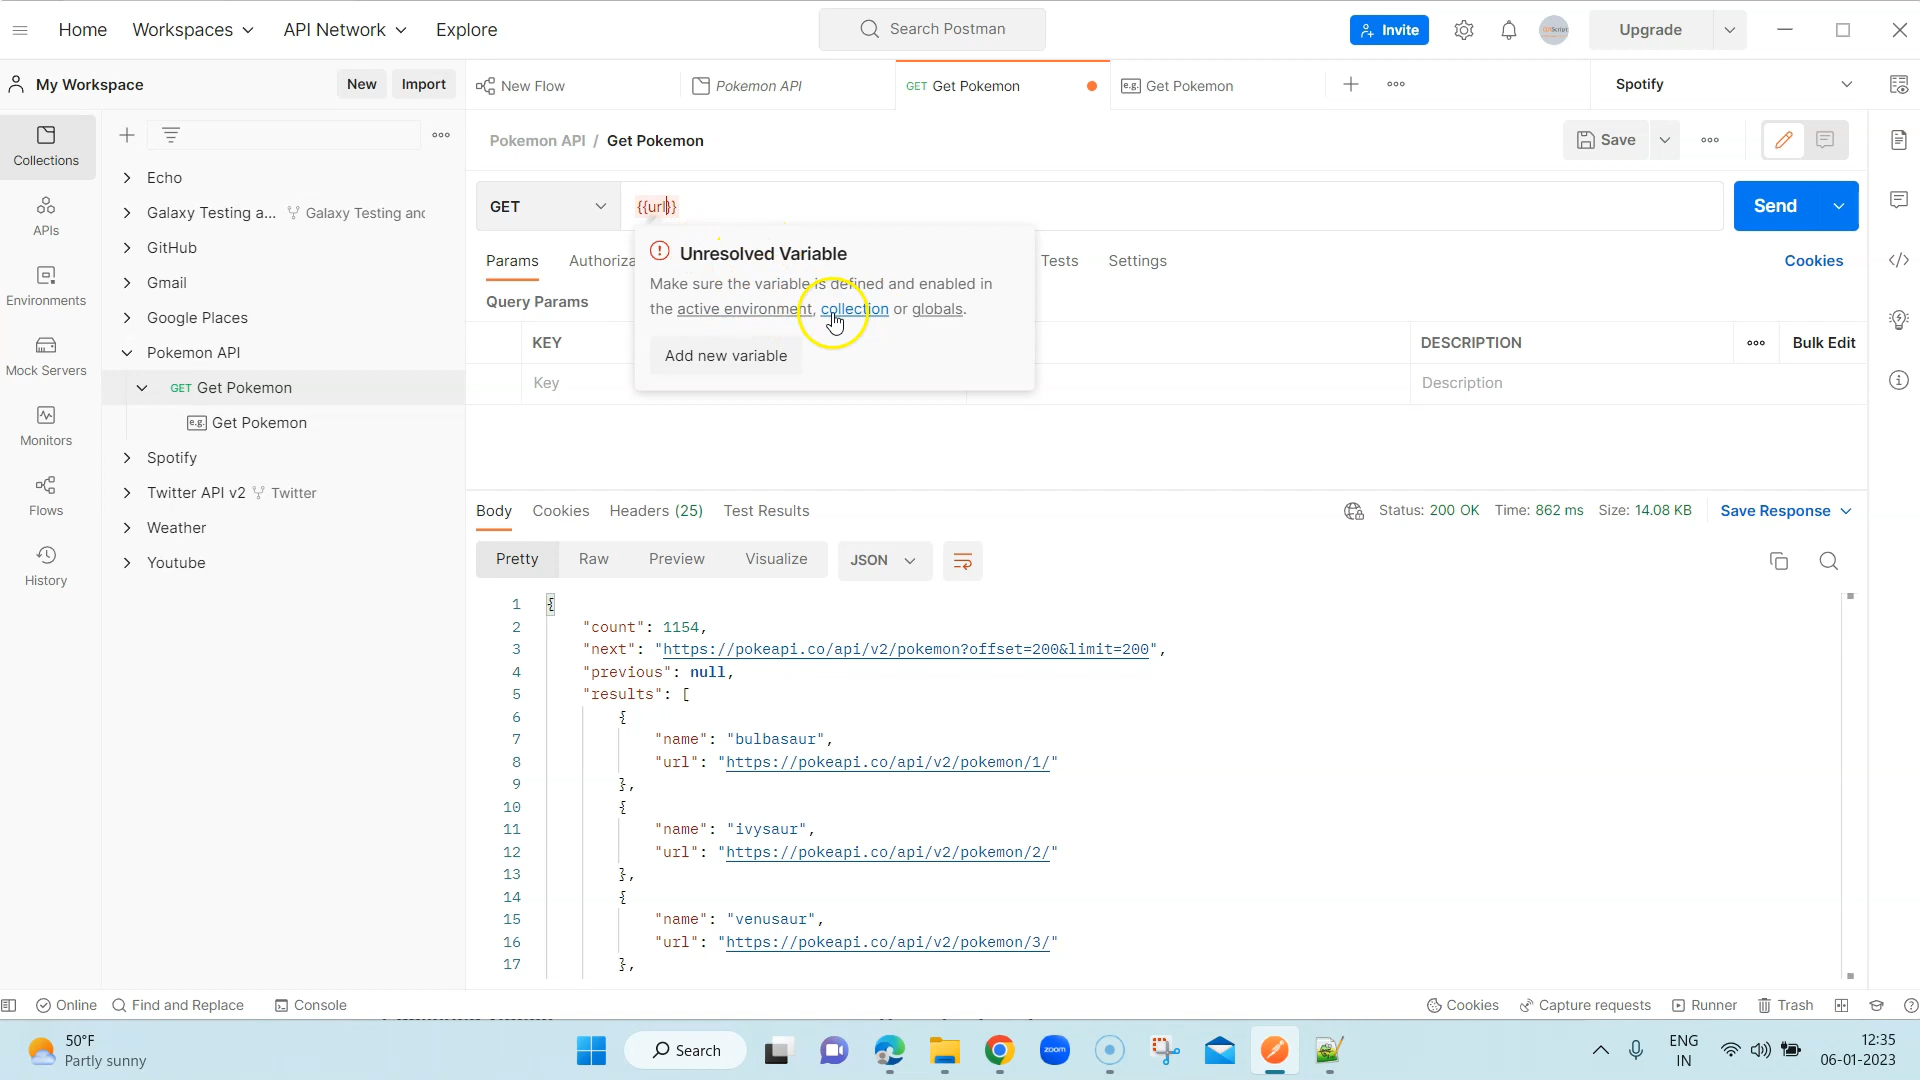 Home Workspaces API Network Explore Search Postman Invite Upgrade
My Workspace New Import New Flow Pokemon API GET Get Pokemon e.g. Get Pokemon Spotify
Pokemon API / Get Pokemon Save
Collections
APIs
Environments
Mock Servers
Monitors
Flows
History
Echo
Galaxy Testing a... Galaxy Testing and
GitHub
Gmail
Google Places
Pokemon API
GET Get Pokemon
e.g. Get Pokemon
Spotify
Twitter API v2 Twitter
Weather
Youtube
GET {{url}} Send
Params Authoriza Tests Settings Cookies
Unresolved Variable
Make sure the variable is defined and enabled in
the active environment, collection or globals.
Add new variable
Query Params
KEY DESCRIPTION Bulk Edit
Key Description
Body Cookies Headers (25) Test Results Status: 200 OK Time: 862 ms Size: 14.08 KB Save Response
Pretty Raw Preview Visualize JSON
1 {
2 "count": 1154,
3 "next": "https://pokeapi.co/api/v2/pokemon?offset=200&limit=200",
4 "previous": null,
5 "results": [
6 {
7 "name": "bulbasaur",
8 "url": "https://pokeapi.co/api/v2/pokemon/1/"
9 },
10 {
11 "name": "ivysaur",
12 "url": "https://pokeapi.co/api/v2/pokemon/2/"
13 },
14 {
15 "name": "venusaur",
16 "url": "https://pokeapi.co/api/v2/pokemon/3/"
17 },
Online Find and Replace Console Cookies Capture requests Runner Trash
50°F
Partly sunny
Search
zoom
ENG
IN
12:35
06-01-2023